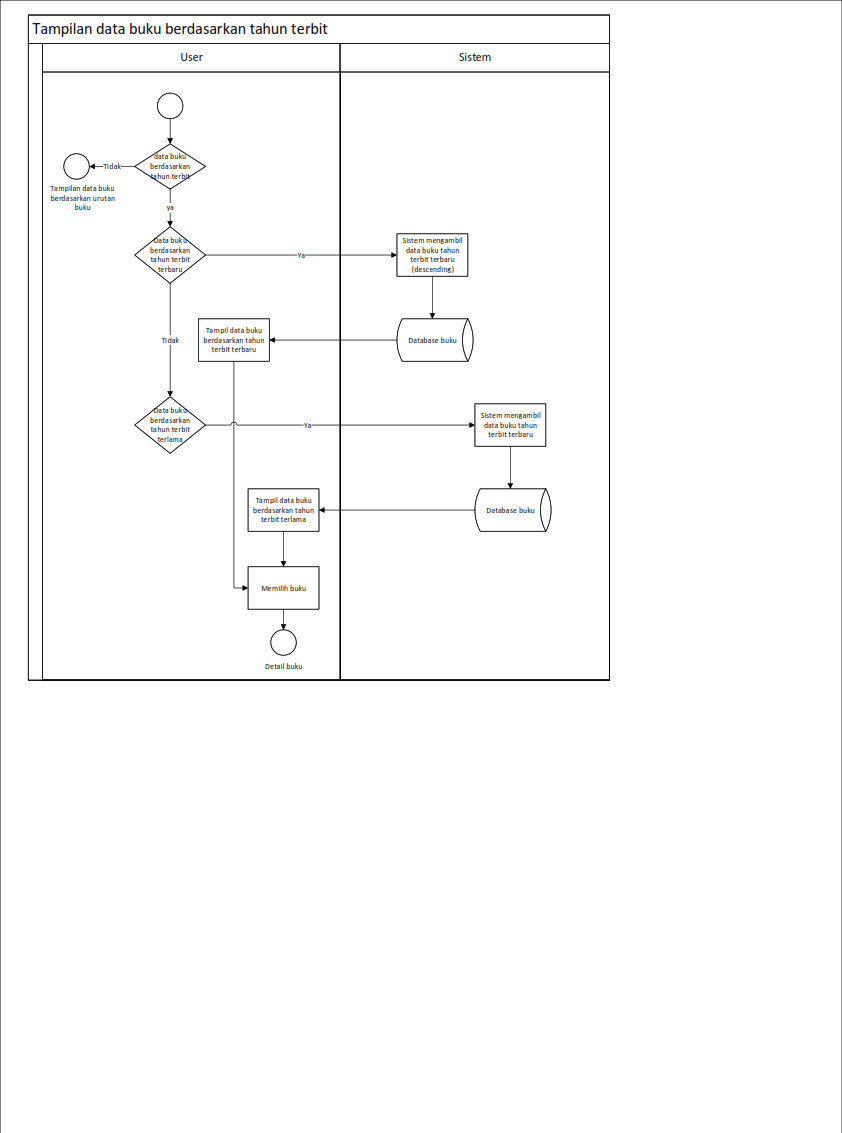 Tampilan data buku berdasarkan tahun terbit
User
Sistem
data buku
berdasarkan
tahun terbit
Tidak
Tampilan data buku
berdasarkan urutan
buku
ya
Data buku
berdasarkan
tahun terbit
terbaru
Ya
Sistem mengambil
data buku tahun
terbit terbaru
(descending)
Tidak
Tampil data buku
berdasarkan tahun
terbit terbaru
Database buku
Data buku
berdasarkan
tahun terbit
terlama
Ya
Sistem mengambil
data buku tahun
terbit terbaru
Tampil data buku
berdasarkan tahun
terbit terlama
Database buku
Memilih buku
Detail buku